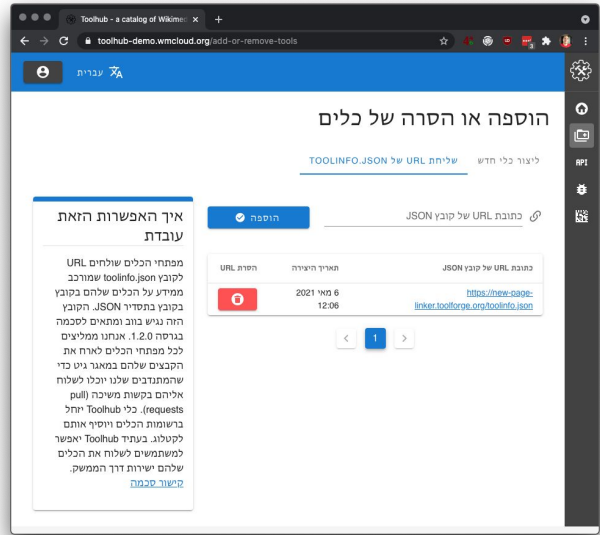 Toolhub - a catalog of Wikimed
toolhub-demo.wmcloud.org/add-or-remove-tools
עברית
הוספה או הסרה של כלים
ליצור כלי חדש
שליחת URL של TOOLINFO.JSON
כתובת URL של קובץ JSON
הוספה
כתובת URL של קובץ JSON
תאריך היצירה
הסרת URL
https://new-page-
linker.toolforge.org/toolinfo.json
6 מאי 2021
12:06
1
איך האפשרות הזאת
עובדת
מפתחי הכלים שולחים URL
לקובץ toolinfo.json שמורכב
ממידע על הכלים שלהם בקובץ
בקובץ בתסדיר JSON. הקובץ
הזה נגיש בווב ומתאים לסכמה
בגרסה 1.2.0. אנחנו ממליצים
לכל מפתחי הכלים לארח את
הקבצים שלהם במאגר גיט כדי
שהמתנדבים שלנו יוכלו לשלוח
אליהם בקשות משיכה (pull
requests). כלי Toolhub יזחל
ברשומות הכלים ויוסיף אותם
לקטלוג. בעתיד Toolhub יאפשר
למשתמשים לשלוח את הכלים
שלהם ישירות דרך הממשק.
קישור סכמה
API